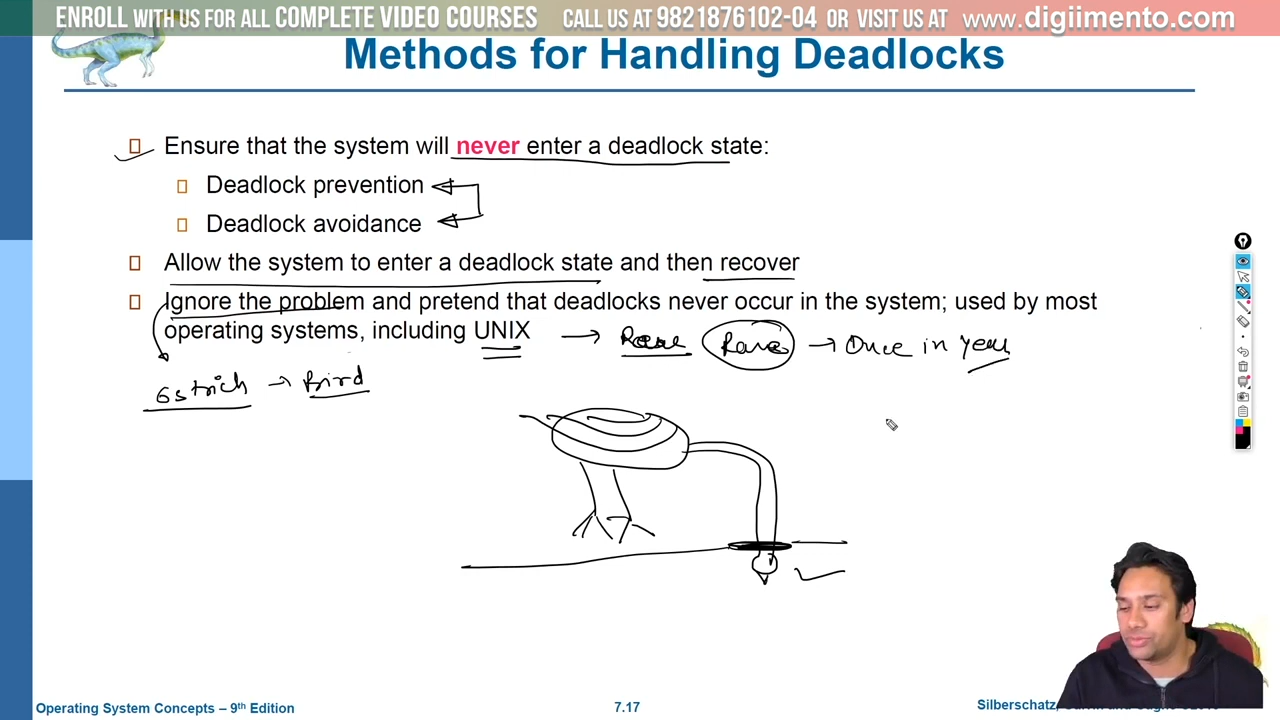 ENROLL WITH US FOR ALL COMPLETE VIDEO COURSES CALL US AT 9821876102-04 OR VISIT US AT www.digiimento.com
Methods for Handling Deadlocks
Ensure that the system will never enter a deadlock state:
Deadlock prevention
Deadlock avoidance
Allow the system to enter a deadlock state and then recover
Ignore the problem and pretend that deadlocks never occur in the system; used by most
operating systems, including UNIX → Rare Rare → Once in year
Ostrich → Bird
Operating System Concepts – 9th Edition
7.17
Silberschatz,